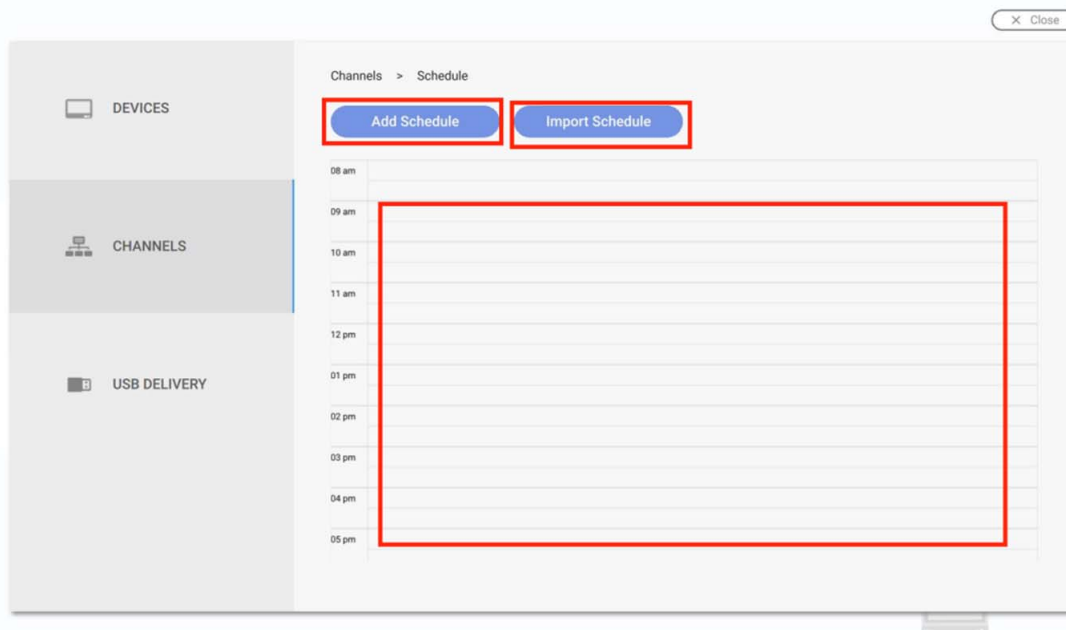 Close
Channels > Schedule
DEVICES
Add Schedule
Import Schedule
08 am
09 am
CHANNELS
10 am
11 am
12 pm
01 pm
USB DELIVERY
02 pm
03 pm
04 pm
05 pm